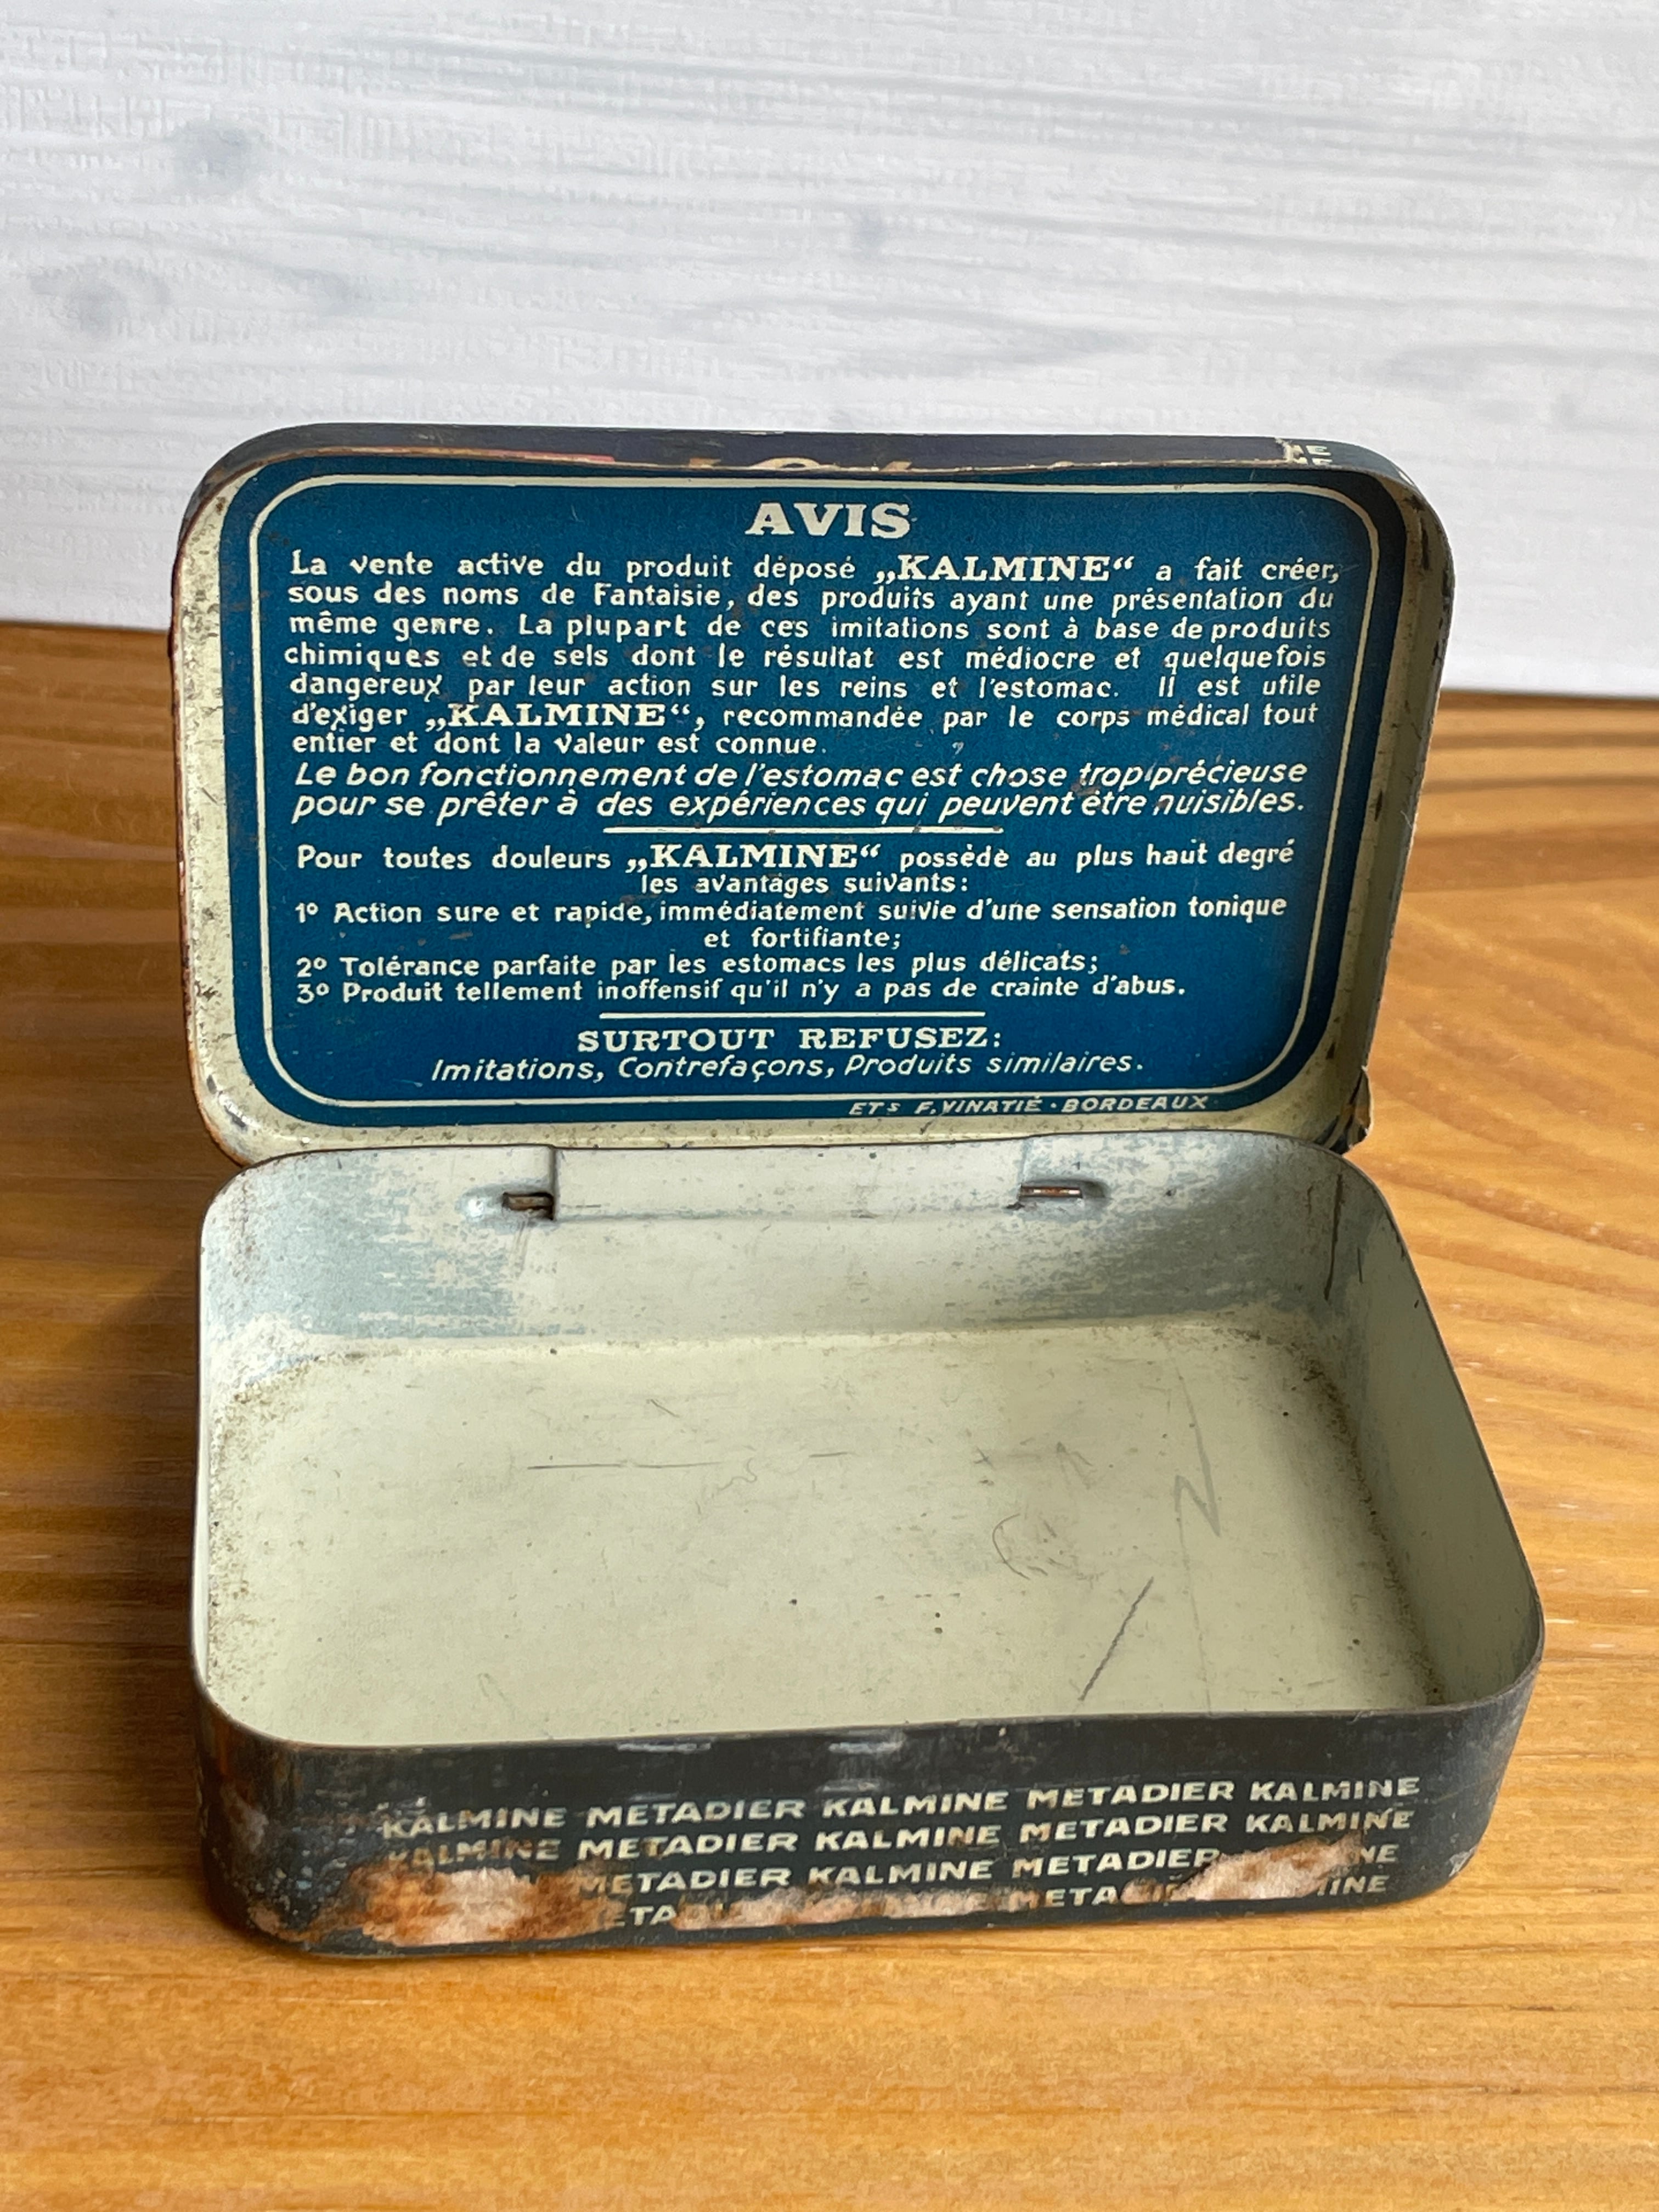 AVIS
La vente active du produit déposé „KALMINE“ a fait créer,
sous des noms de Fantaisie, des produits ayant une présentation du
même genre. La plupart de ces imitations sont à base de produits
chimiques et de sels dont le résultat est médiocre et quelquefois
dangereux par leur action sur les reins et l'estomac. Il est utile
d'exiger „KALMINE“, recommandée par le corps médical tout
entier et dont la valeur est connue.
Le bon fonctionnement de l'estomac est chose trop précieuse
pour se prêter à des expériences qui peuvent être nuisibles.
Pour toutes douleurs „KALMINE“ possède au plus haut degré
les avantages suivants:
1º Action sure et rapide, immédiatement suivie d'une sensation tonique
et fortifiante;
2º Tolérance parfaite par les estomacs les plus délicats;
3º Produit tellement inoffensif qu'il n'y a pas de crainte d'abus.
SURTOUT REFUSEZ:
Imitations, Contrefaçons, Produits similaires.
ETS F. VINATIÉ · BORDEAUX
KALMINE METADIER KALMINE METADIER KALMINE
KALMINE METADIER KALMINE METADIER KALMINE
METADIER KALMINE METADIER